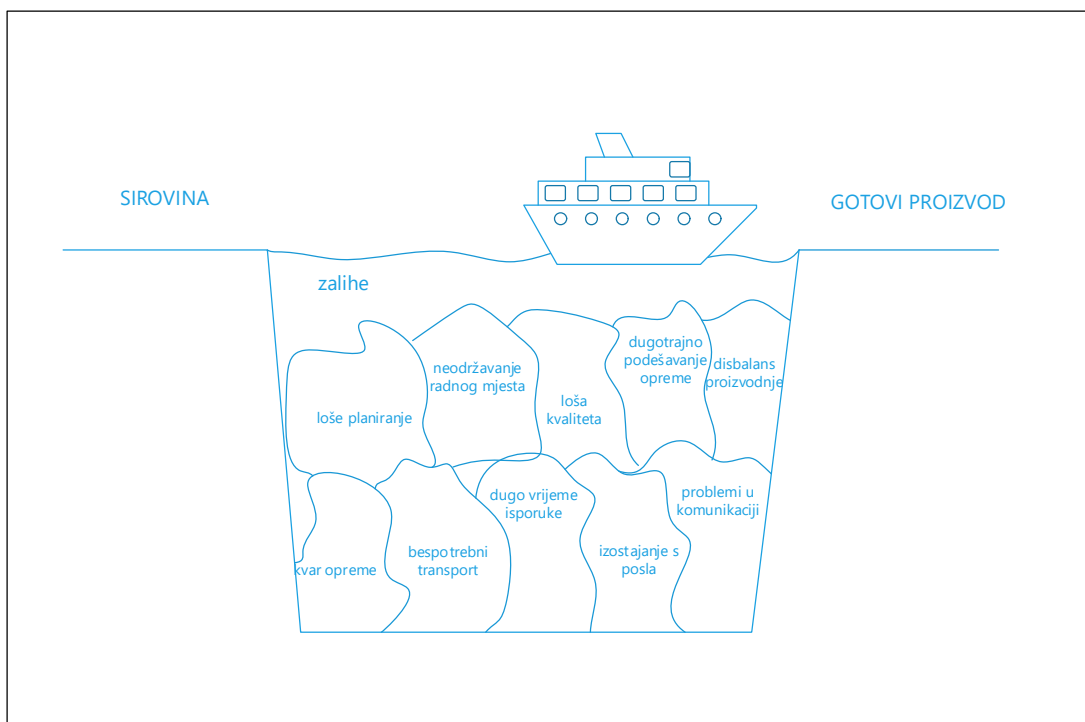 SIROVINA
GOTOVI PROIZVOD
zalihe
loše planiranje
neodržavanje
radnog mjesta
loša
kvaliteta
dugotrajno
podešavanje
opreme
disbalans
proizvodnje
kvar opreme
bespotrebni
transport
dugo vrijeme
isporuke
izostajanje s
posla
problemi u
komunikaciji